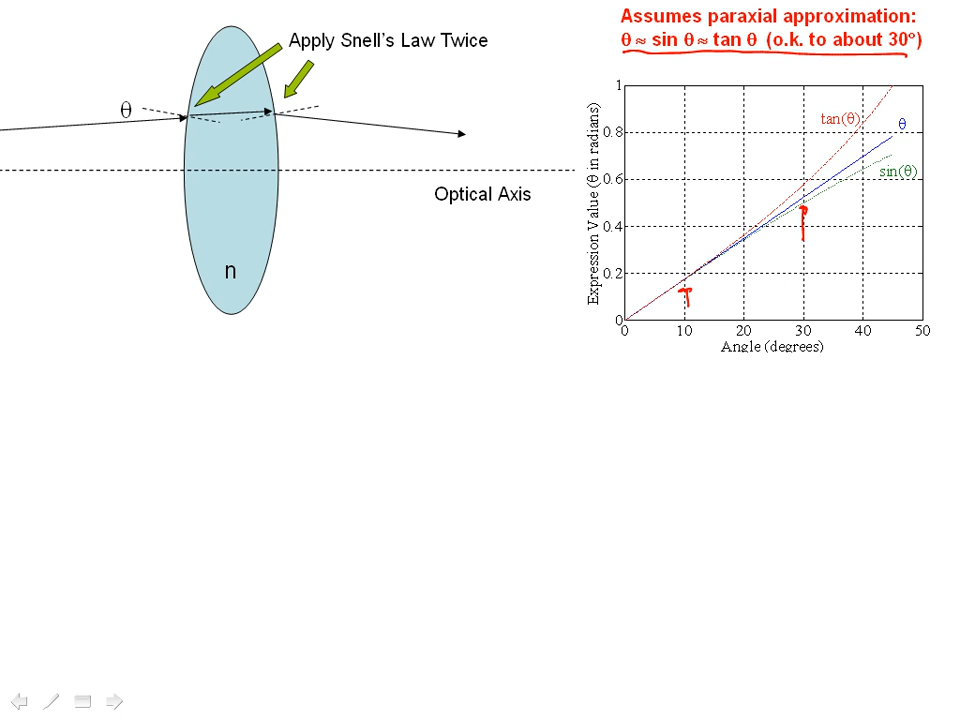 Apply Snell's Law Twice
θ
Optical Axis
n
Assumes paraxial approximation:
θ ≈ sin θ ≈ tan θ (o.k. to about 30°)
Expression Value (θ in radians)
1
0.8
0.6
0.4
0.2
0
tan(θ)
θ
sin(θ)
0 10 20 30 40 50
Angle (degrees)